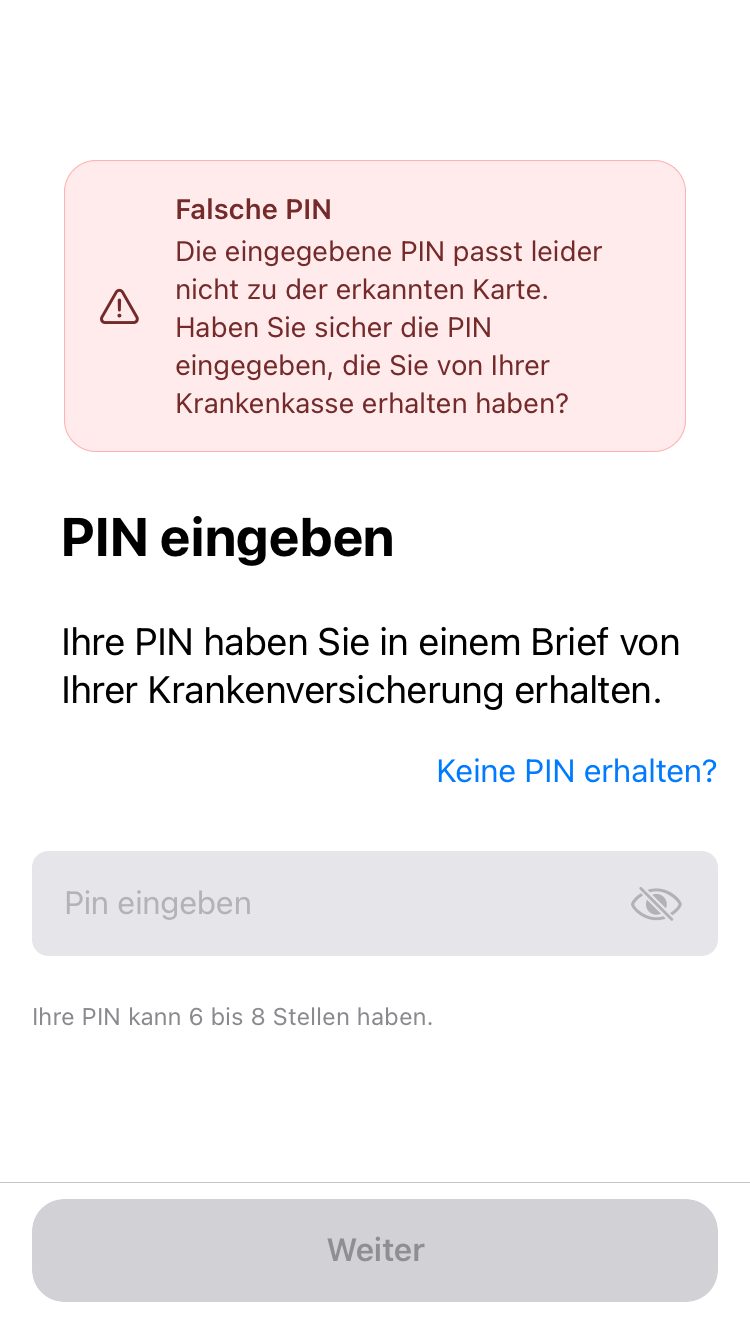 Falsche PIN
Die eingegebene PIN passt leider
nicht zu der erkannten Karte.
Haben Sie sicher die PIN
eingegeben, die Sie von Ihrer
Krankenkasse erhalten haben?
PIN eingeben
Ihre PIN haben Sie in einem Brief von
Ihrer Krankenversicherung erhalten.
Keine PIN erhalten?
Pin eingeben
Ihre PIN kann 6 bis 8 Stellen haben.
Weiter